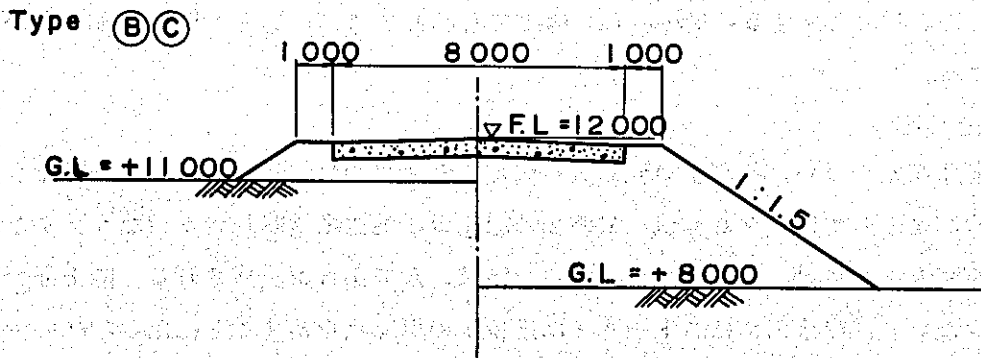 Type Ⓑ Ⓒ
1 000 8 000 1 000
F.L = 12 000
G.L = +11 000
1 : 1.5
G.L = + 8 000